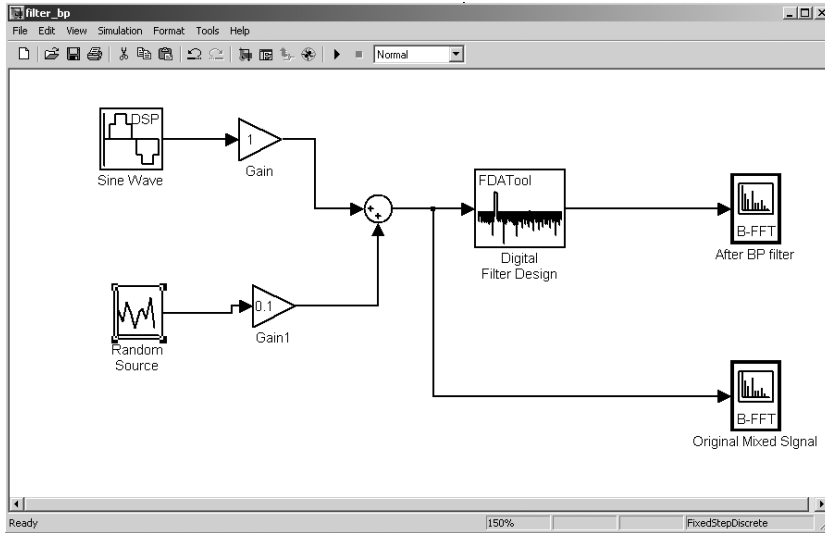 filter_bp
File Edit View Simulation Format Tools Help
Normal
DSP
Sine Wave
1
Gain
FDATool
Digital
Filter Design
B-FFT
After BP filter
Random
Source
0.1
Gain1
B-FFT
Original Mixed SIgnal
Ready 150% FixedStepDiscrete